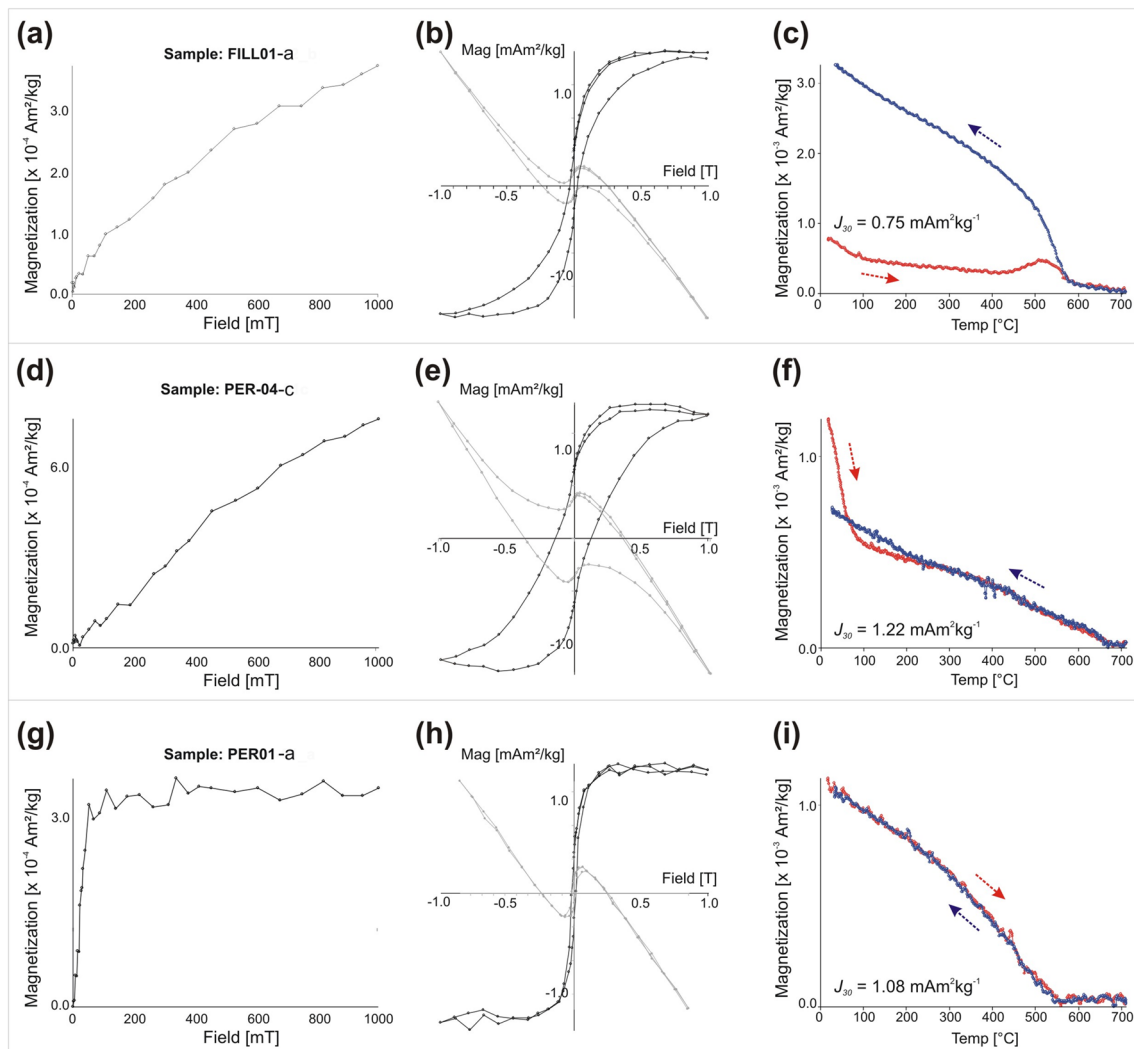 (a)
Sample: FILL01-a
Magnetization [x 10⁻⁴ Am²/kg]
3.0
2.0
1.0
0.0
0 200 400 600 800 1000
Field [mT]
(b)
Mag [mAm²/kg]
1.0
Field [T]
-1.0 -0.5 0.5 1.0
-1.0
(c)
Magnetization [x 10⁻³ Am²/kg]
3.0
2.0
1.0
0.0
J₃₀ = 0.75 mAm²kg⁻¹
0 100 200 300 400 500 600 700
Temp [°C]
(d)
Sample: PER-04-c
Magnetization [x 10⁻⁴ Am²/kg]
6.0
3.0
0.0
0 200 400 600 800 1000
Field [mT]
(e)
Mag [mAm²/kg]
1.0
Field [T]
-1.0 -0.5 0.5 1.0
-1.0
(f)
Magnetization [x 10⁻³ Am²/kg]
1.0
0.0
J₃₀ = 1.22 mAm²kg⁻¹
0 100 200 300 400 500 600 700
Temp [°C]
(g)
Sample: PER01-a
Magnetization [x 10⁻⁴ Am²/kg]
3.0
0.0
0 200 400 600 800 1000
Field [mT]
(h)
Mag [mAm²/kg]
1.0
Field [T]
-1.0 -0.5 0.5 1.0
-1.0
(i)
Magnetization [x 10⁻³ Am²/kg]
1.0
0.0
J₃₀ = 1.08 mAm²kg⁻¹
0 100 200 300 400 500 600 700
Temp [°C]